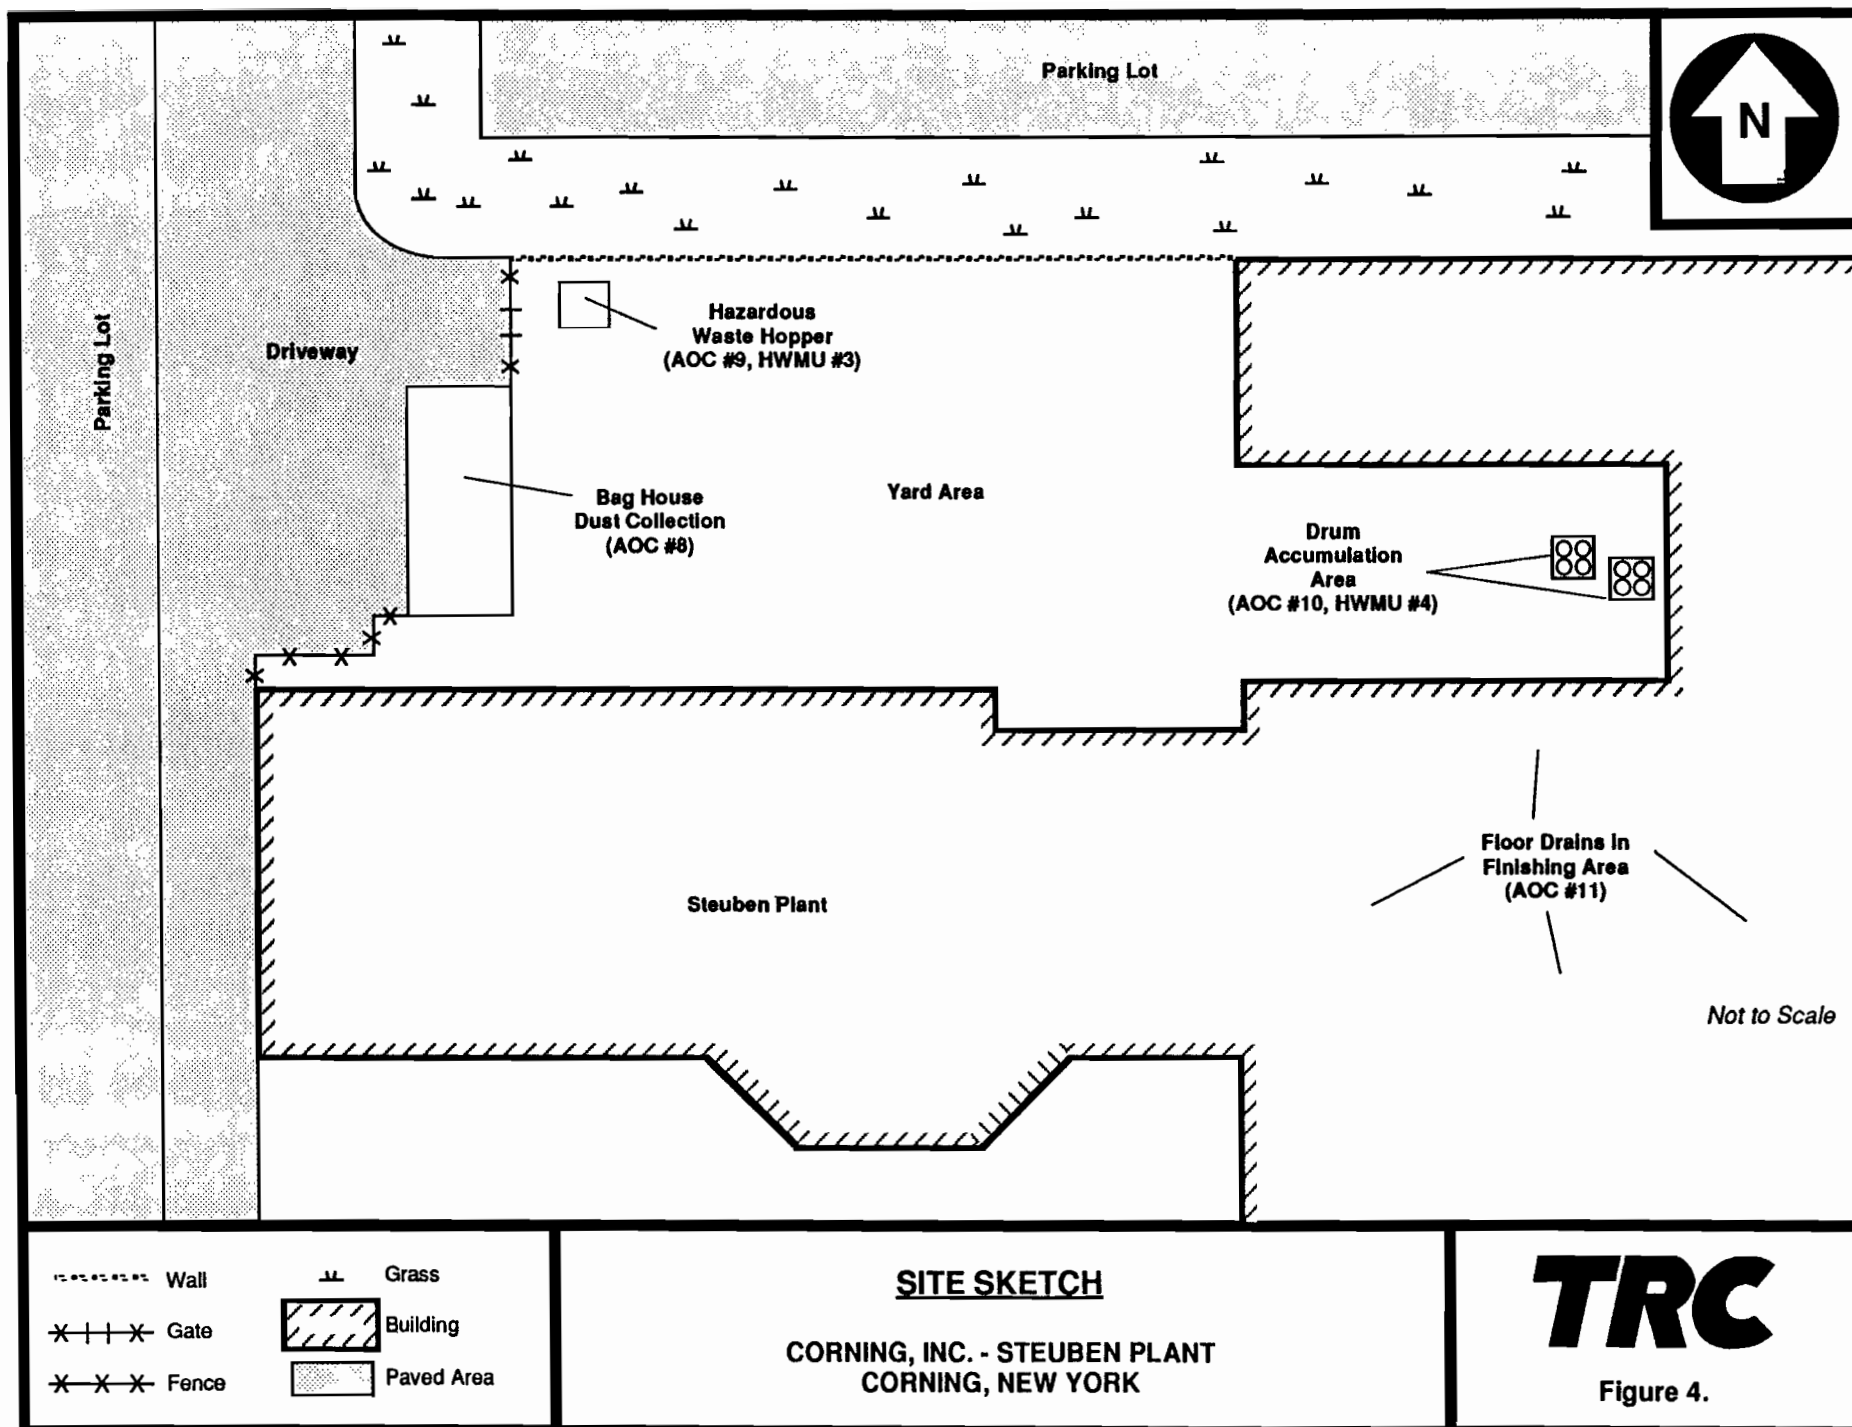 Parking Lot
N
Parking Lot
Driveway
Hazardous
Waste Hopper
(AOC #9, HWMU #3)
Bag House
Dust Collection
(AOC #8)
Yard Area
Drum
Accumulation
Area
(AOC #10, HWMU #4)
Steuben Plant
Floor Drains in
Finishing Area
(AOC #11)
Not to Scale
Wall
Gate
Fence
Grass
Building
Paved Area
SITE SKETCH
CORNING, INC. - STEUBEN PLANT
CORNING, NEW YORK
TRC
Figure 4.